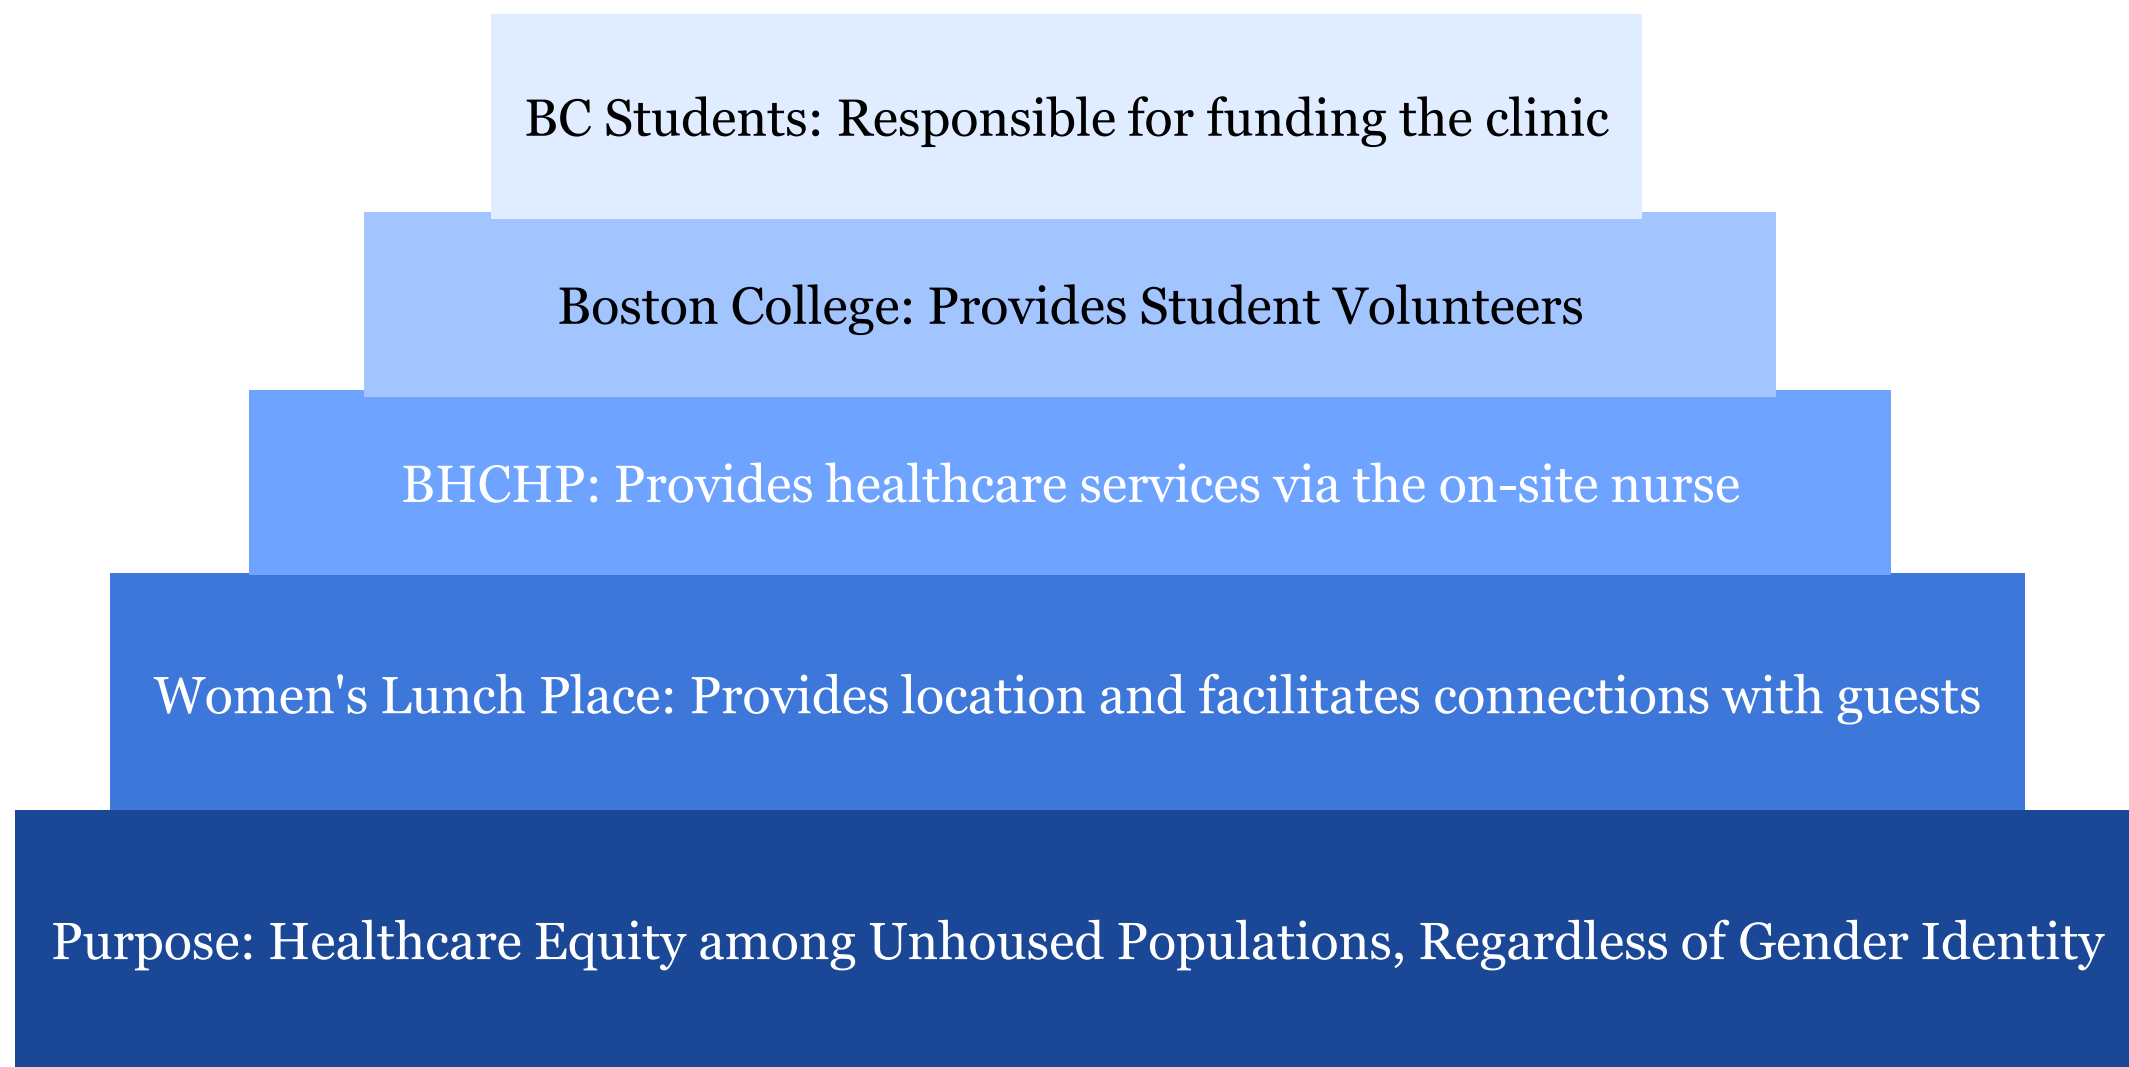 BC Students: Responsible for funding the clinic
Boston College: Provides Student Volunteers
BHCHP: Provides healthcare services via the on-site nurse
Women's Lunch Place: Provides location and facilitates connections with guests
Purpose: Healthcare Equity among Unhoused Populations, Regardless of Gender Identity